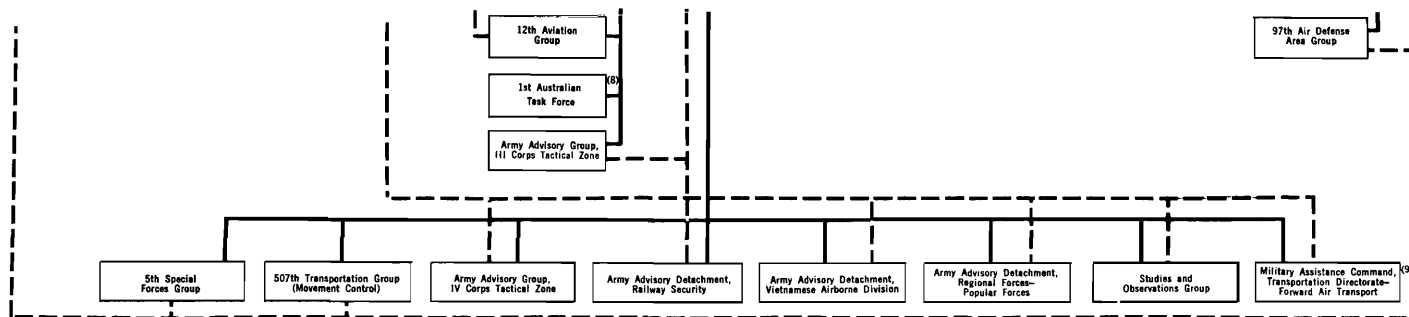 12th Aviation
Group
97th Air Defense
Area Group
(8)
1st Australian
Task Force
Army Advisory Group,
III Corps Tactical Zone
5th Special
Forces Group
507th Transportation Group
(Movement Control)
Army Advisory Group,
IV Corps Tactical Zone
Army Advisory Detachment,
Railway Security
Army Advisory Detachment,
Vietnamese Airborne Division
Army Advisory Detachment,
Regional Forces–
Popular Forces
Studies and
Observations Group
Military Assistance Command,
Transportation Directorate–
Forward Air Transport
(9